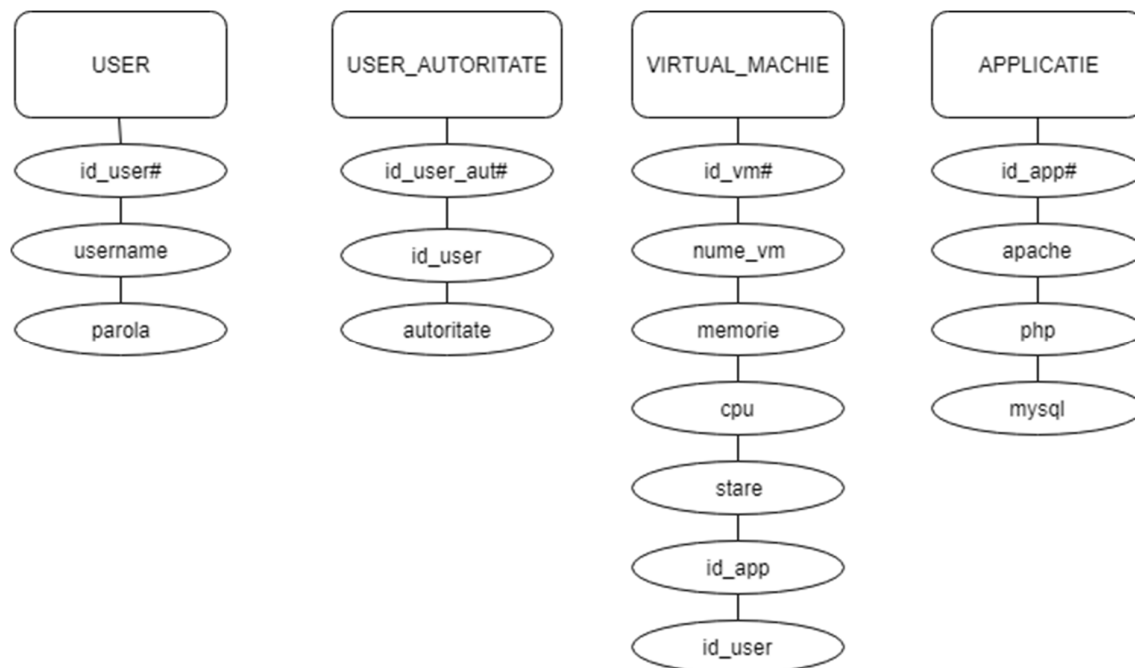 USER
id_user#
username
parola
USER_AUTORITATE
id_user_aut#
id_user
autoritate
VIRTUAL_MACHIE
id_vm#
nume_vm
memorie
cpu
stare
id_app
id_user
APPLICATIE
id_app#
apache
php
mysql